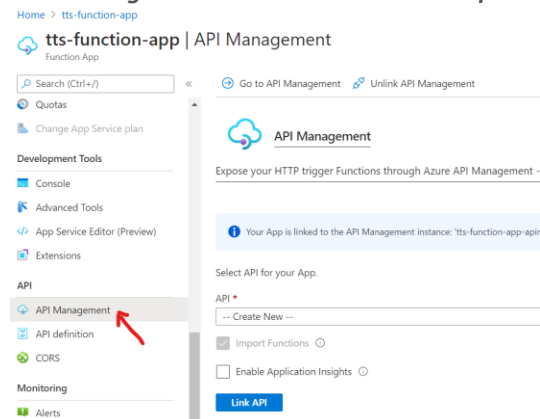 Home > tts-function-app
tts-function-app | API Management
Function App
Search (Ctrl+/)
«
Go to API Management
Unlink API Management
Quotas
Change App Service plan
Development Tools
Console
Advanced Tools
App Service Editor (Preview)
Extensions
API
API Management
API definition
CORS
Monitoring
Alerts
API Management
Expose your HTTP trigger Functions through Azure API Management -
Your App is linked to the API Management instance: 'tts-function-app-apim
Select API for your App.
API *
-- Create New --
Import Functions
Enable Application Insights
Link API